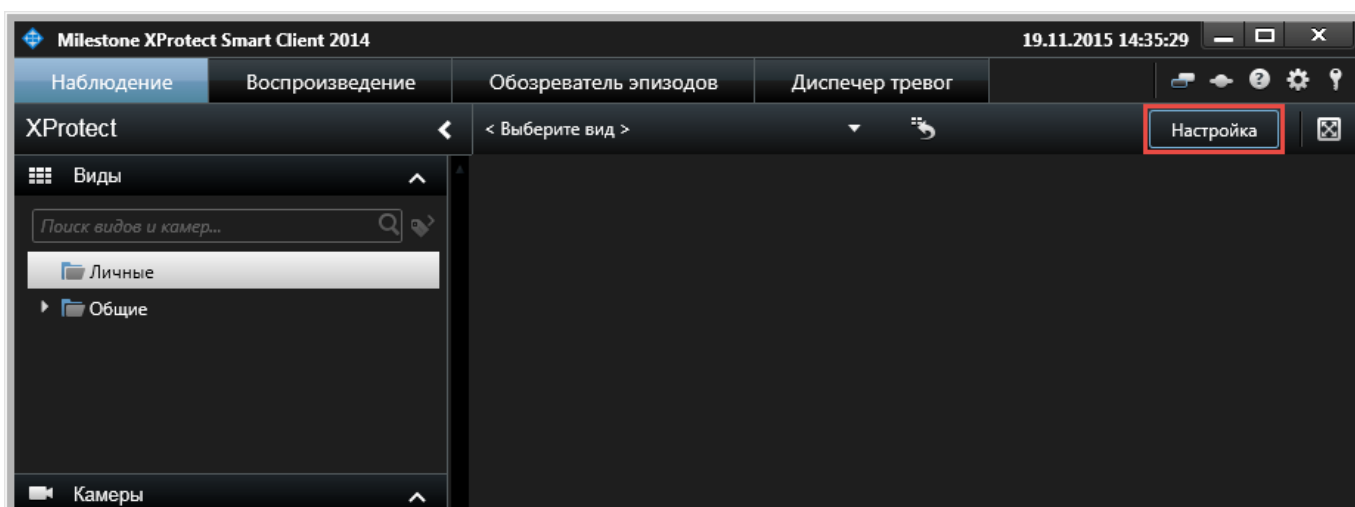 Milestone XProtect Smart Client 2014 19.11.2015 14:35:29
Наблюдение Воспроизведение Обозреватель эпизодов Диспечер тревог
XProtect < Выберите вид > Настройка
Виды
Поиск видов и камер...
Личные
Общие
Камеры